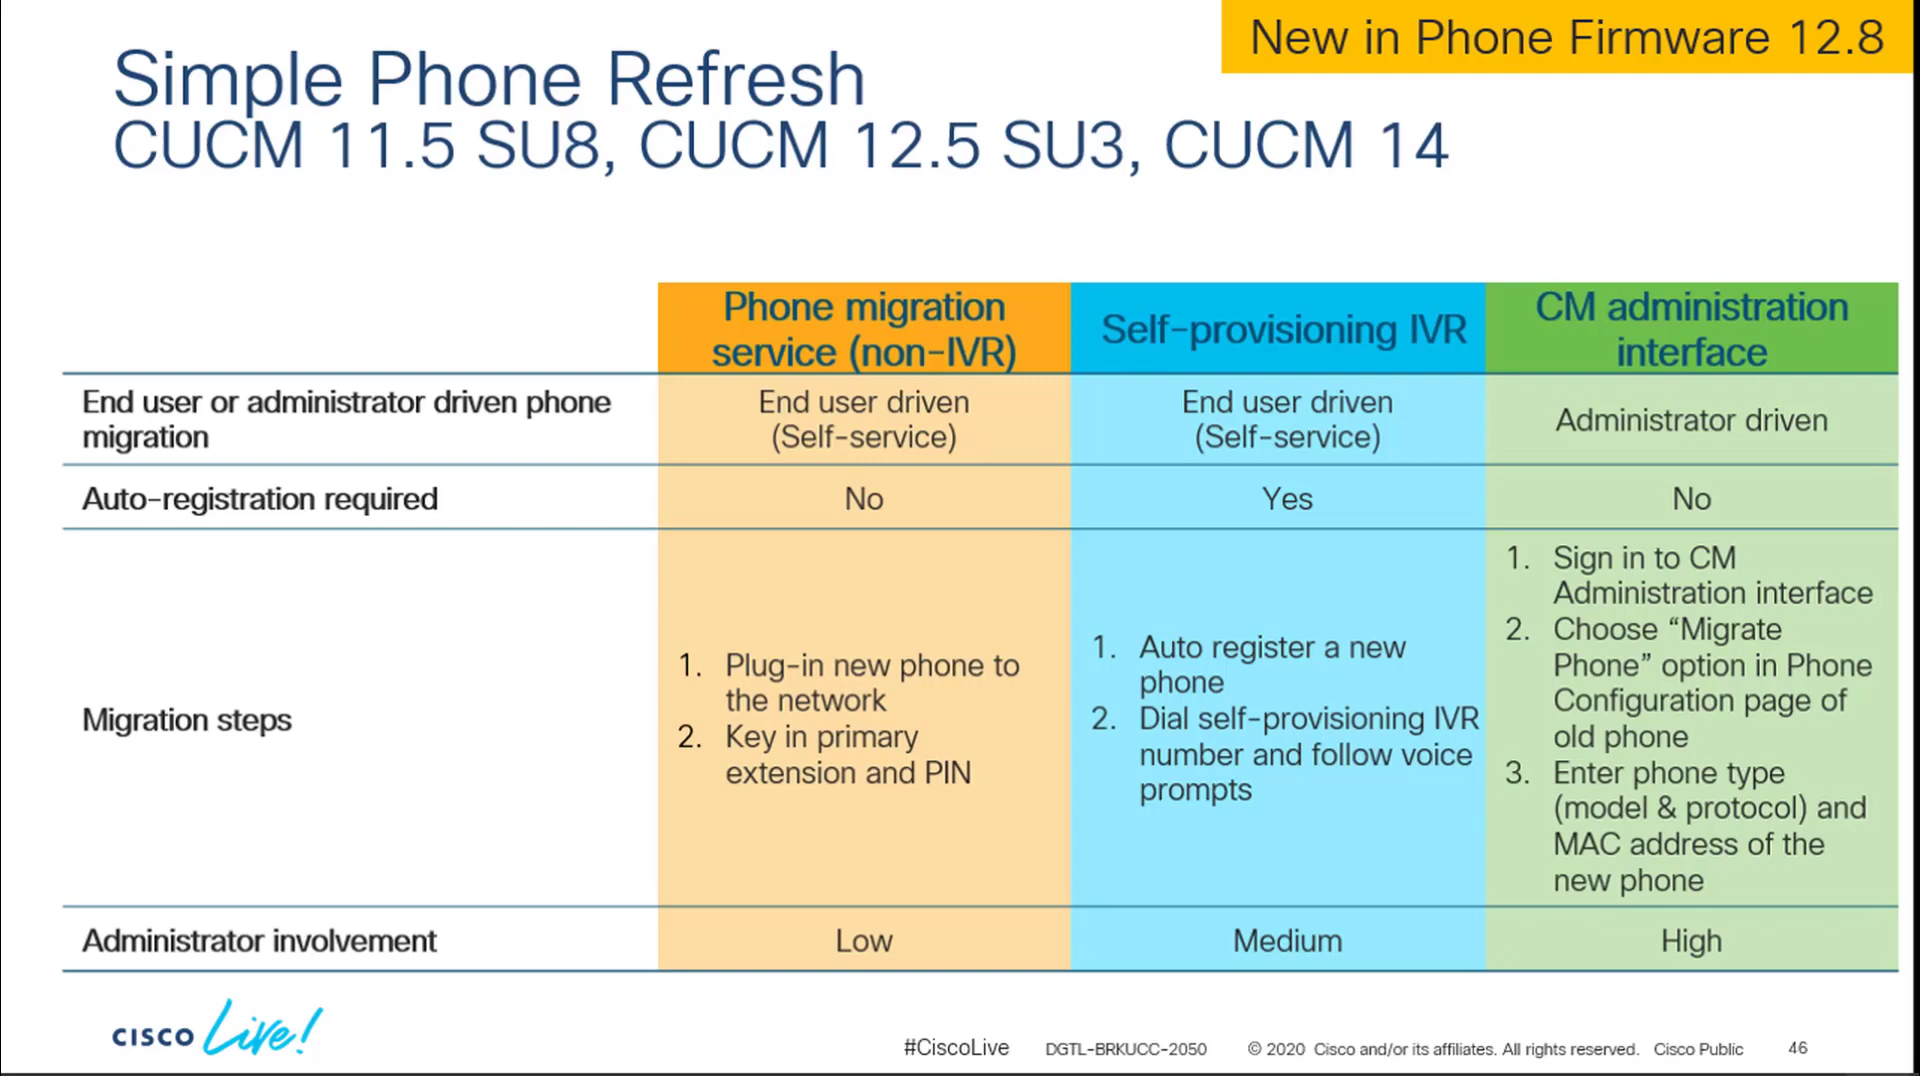 New in Phone Firmware 12.8
Simple Phone Refresh
CUCM 11.5 SU8, CUCM 12.5 SU3, CUCM 14
Phone migration
service (non-IVR)
Self-provisioning IVR
CM administration
interface
End user or administrator driven phone
migration
End user driven
(Self-service)
End user driven
(Self-service)
Administrator driven
Auto-registration required
No
Yes
No
Migration steps
1. Plug-in new phone to
the network
2. Key in primary
extension and PIN
1. Auto register a new
phone
2. Dial self-provisioning IVR
number and follow voice
prompts
1. Sign in to CM
Administration interface
2. Choose “Migrate
Phone” option in Phone
Configuration page of
old phone
3. Enter phone type
(model & protocol) and
MAC address of the
new phone
Administrator involvement
Low
Medium
High
CISCO Live!
#CiscoLive
DGTL-BRKUCC-2050
© 2020 Cisco and/or its affiliates. All rights reserved. Cisco Public
46